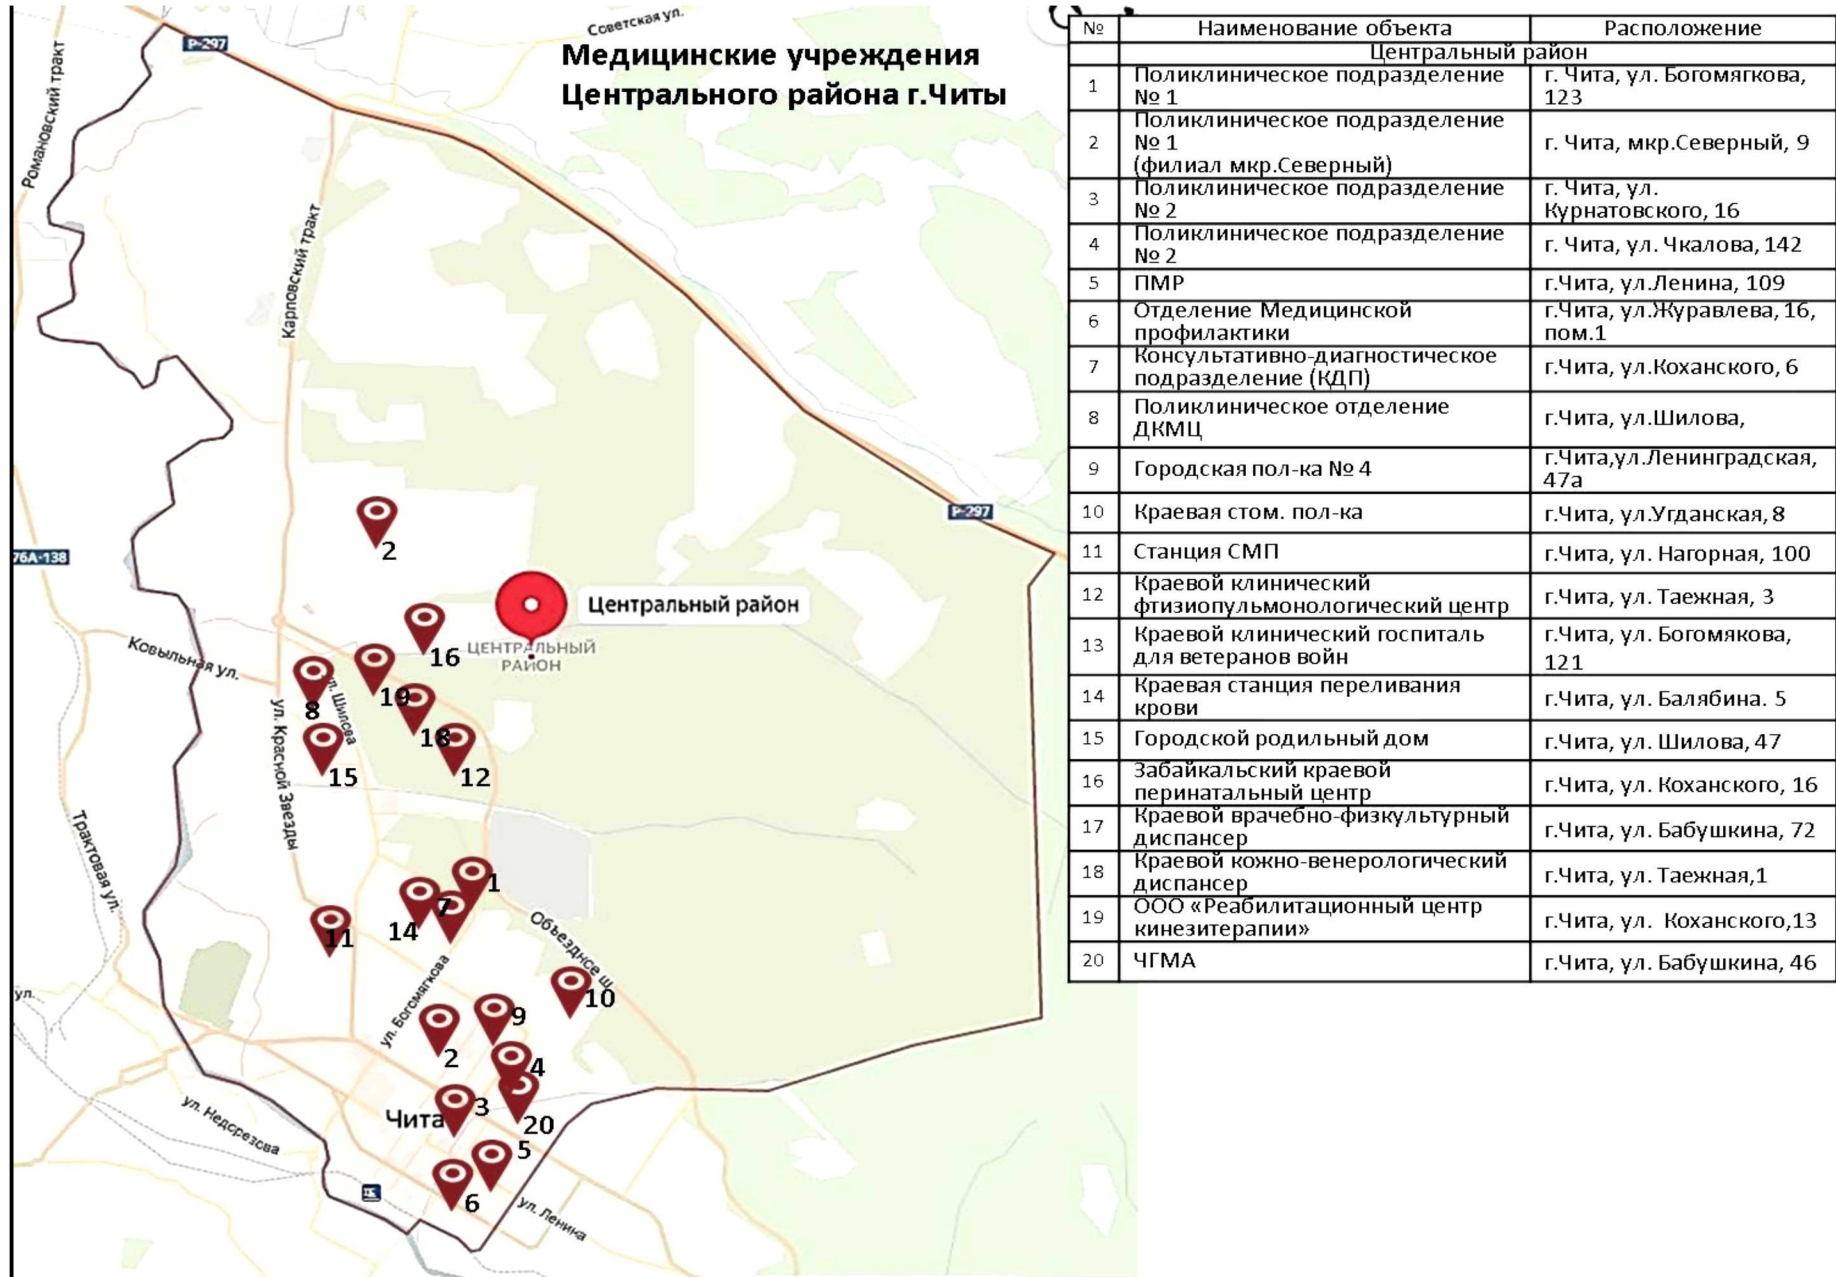 Советская ул.
Р-297
Медицинские учреждения
Центрального района г.Читы
Романовский тракт
Карповский тракт
Р-297
76А-138
2
Центральный район
16
ЦЕНТРАЛЬНЫЙ
РАЙОН
Ковыльная ул.
19
8
ул. Шилова
18
ул. Красной Звезды
15
12
Трактовая ул.
1
7
14
11
Объездное ш.
ул. Богомягкова
10
ул.
9
2
4
3
Чита
20
ул. Недорезова
5
6
ул. Ленина
№ Наименование объекта Расположение
Центральный район
1 Поликлиническое подразделение г. Чита, ул. Богомягкова,
№ 1 123
Поликлиническое подразделение
2 № 1 г. Чита, мкр.Северный, 9
(филиал мкр.Северный)
3 Поликлиническое подразделение г. Чита, ул.
№ 2 Курнатовского, 16
4 Поликлиническое подразделение г. Чита, ул. Чкалова, 142
№ 2
5 ПМР г.Чита, ул.Ленина, 109
6 Отделение Медицинской г.Чита, ул.Журавлева, 16,
профилактики пом.1
7 Консультативно-диагностическое г.Чита, ул.Коханского, 6
подразделение (КДП)
8 Поликлиническое отделение г.Чита, ул.Шилова,
ДКМЦ
9 Городская пол-ка № 4 г.Чита,ул.Ленинградская,
47а
10 Краевая стом. пол-ка г.Чита, ул.Угданская, 8
11 Станция СМП г.Чита, ул. Нагорная, 100
12 Краевой клинический г.Чита, ул. Таежная, 3
фтизиопульмонологический центр
13 Краевой клинический госпиталь г.Чита, ул. Богомякова,
для ветеранов войн 121
14 Краевая станция переливания г.Чита, ул. Балябина. 5
крови
15 Городской родильный дом г.Чита, ул. Шилова, 47
16 Забайкальский краевой г.Чита, ул. Коханского, 16
перинатальный центр
17 Краевой врачебно-физкультурный г.Чита, ул. Бабушкина, 72
диспансер
18 Краевой кожно-венерологический г.Чита, ул. Таежная,1
диспансер
19 ООО «Реабилитационный центр г.Чита, ул. Коханского,13
кинезитерапии»
20 ЧГМА г.Чита, ул. Бабушкина, 46